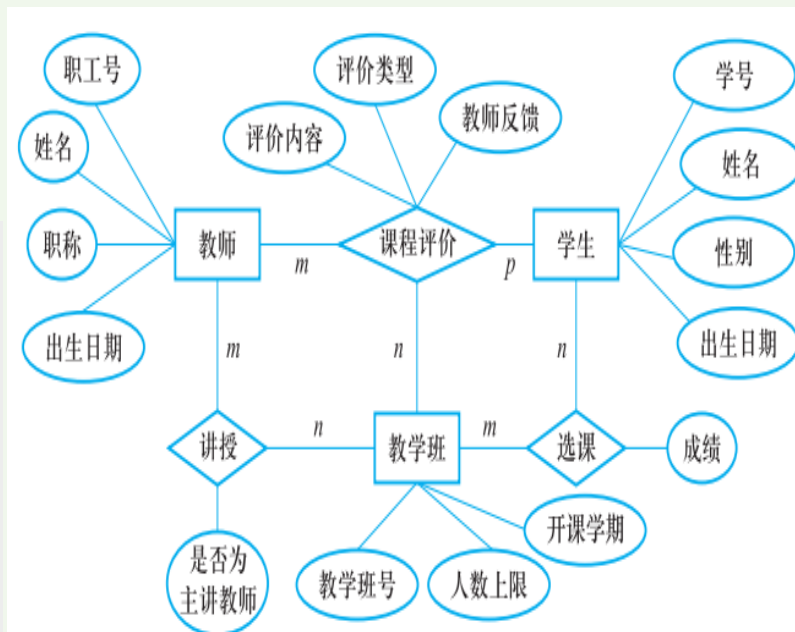 职工号
评价类型
学号
评价内容
教师反馈
姓名
姓名
职称
教师
m
课程评价
p
学生
性别
出生日期
出生日期
m
n
n
讲授
n
教学班
m
选课
成绩
是否为
主讲教师
教学班号
人数上限
开课学期